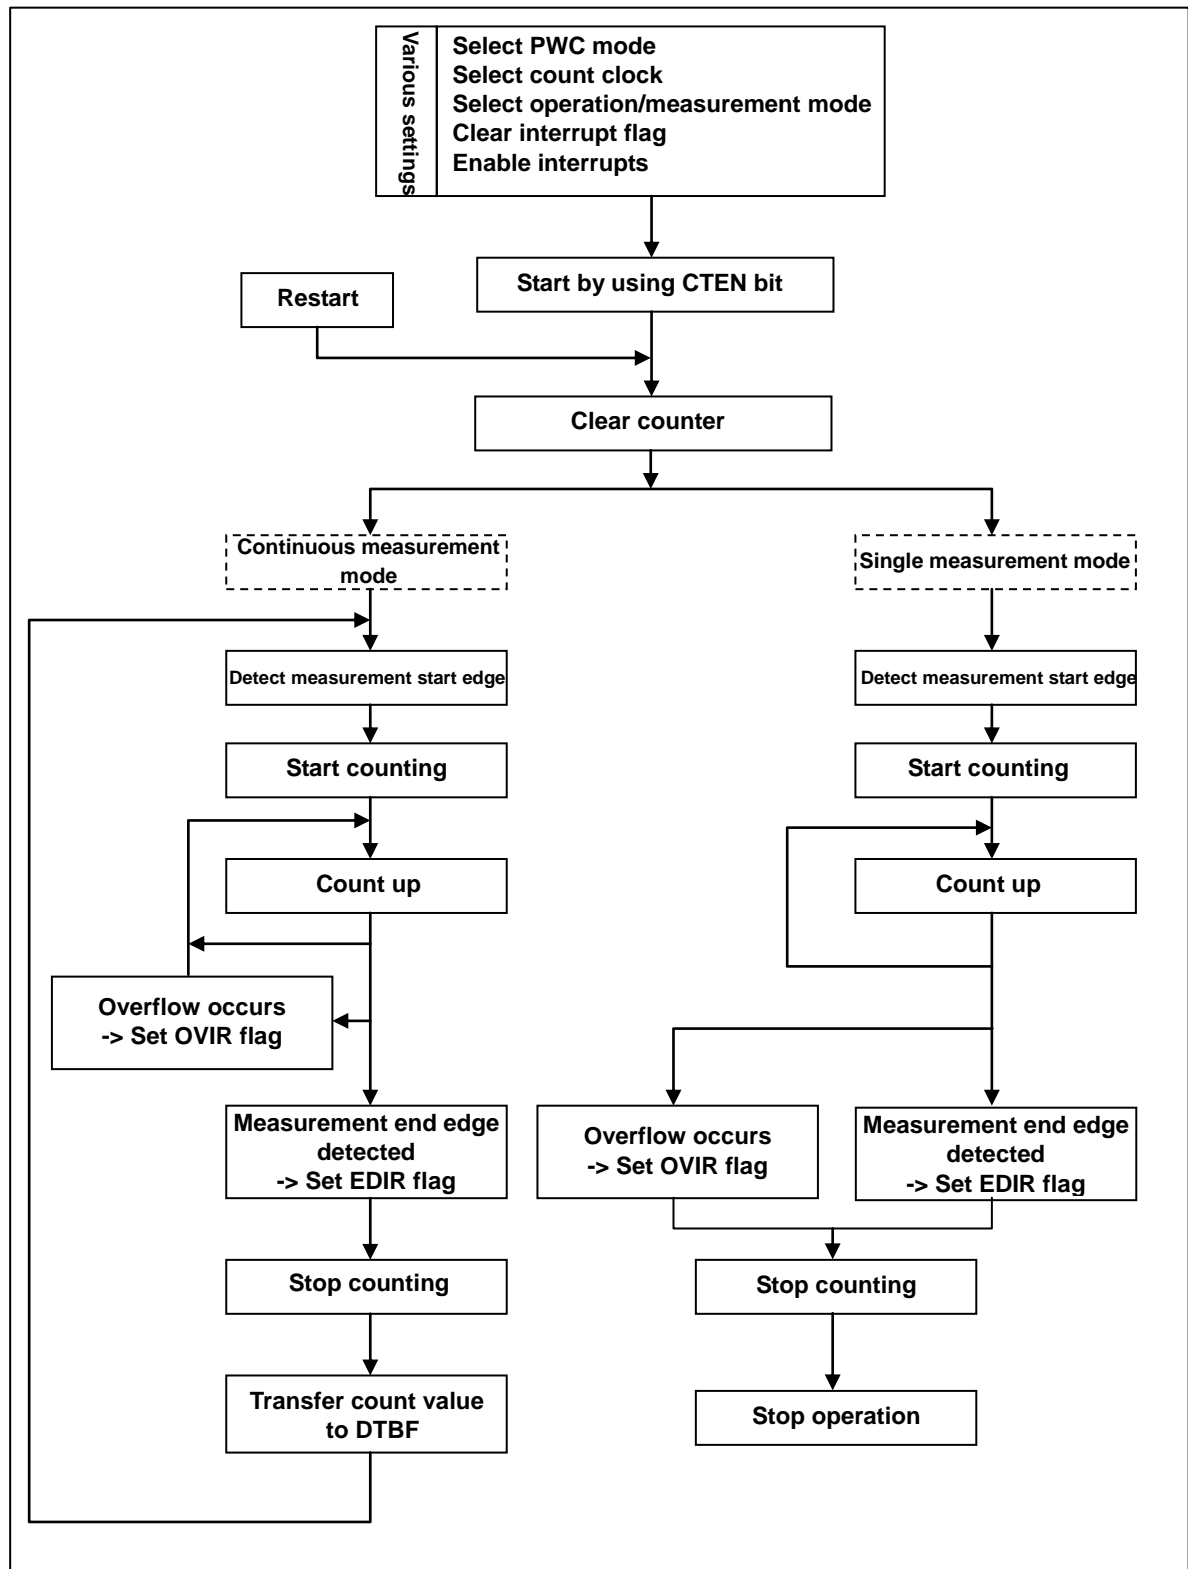 Various settings
Select PWC mode
Select count clock
Select operation/measurement mode
Clear interrupt flag
Enable interrupts
Start by using CTEN bit
Restart
Clear counter
Continuous measurement
mode
Single measurement mode
Detect measurement start edge
Detect measurement start edge
Start counting
Start counting
Count up
Count up
Overflow occurs
-> Set OVIR flag
Measurement end edge
detected
-> Set EDIR flag
Overflow occurs
-> Set OVIR flag
Measurement end edge
detected
-> Set EDIR flag
Stop counting
Stop counting
Transfer count value
to DTBF
Stop operation